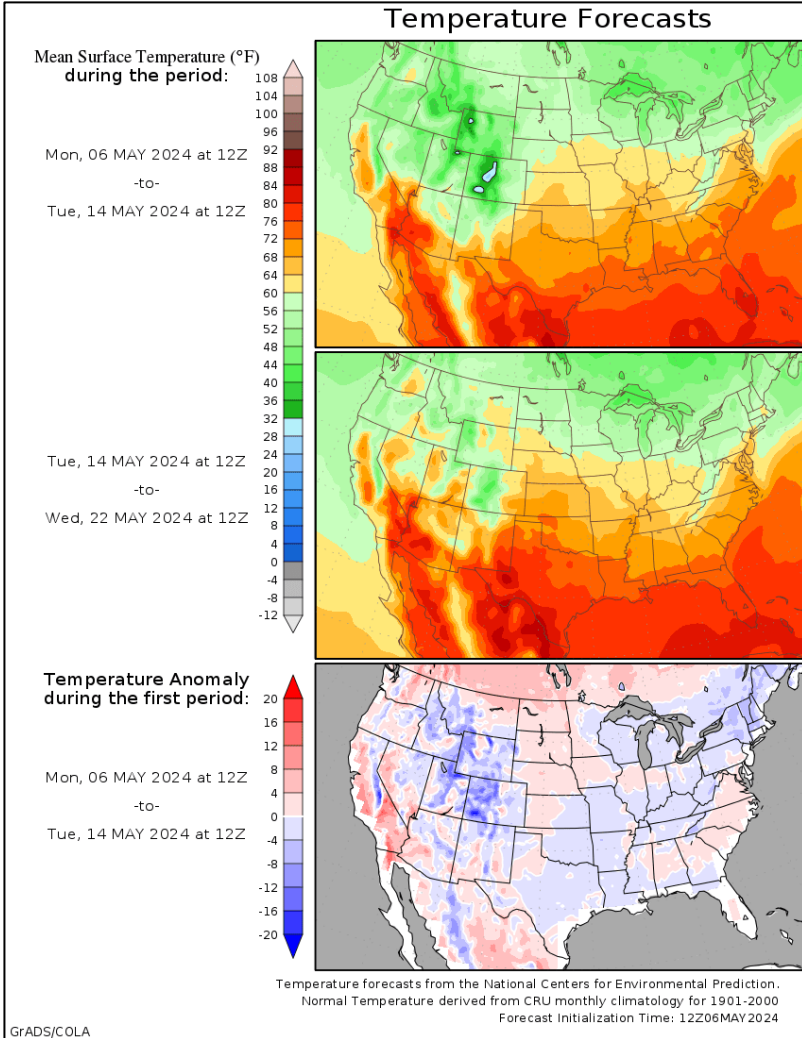 Temperature Forecasts
Mean Surface Temperature (°F)
during the period:
Mon, 06 MAY 2024 at 12Z
-to-
Tue, 14 MAY 2024 at 12Z
108
104
100
96
92
88
84
80
76
72
68
64
60
56
52
48
44
40
36
32
28
24
20
16
12
8
4
0
-4
-8
-12
Tue, 14 MAY 2024 at 12Z
-to-
Wed, 22 MAY 2024 at 12Z
Temperature Anomaly
during the first period:
Mon, 06 MAY 2024 at 12Z
-to-
Tue, 14 MAY 2024 at 12Z
20
16
12
8
4
0
-4
-8
-12
-16
-20
Temperature forecasts from the National Centers for Environmental Prediction.
Normal Temperature derived from CRU monthly climatology for 1901-2000
Forecast Initialization Time: 12Z06MAY2024
GrADS/COLA